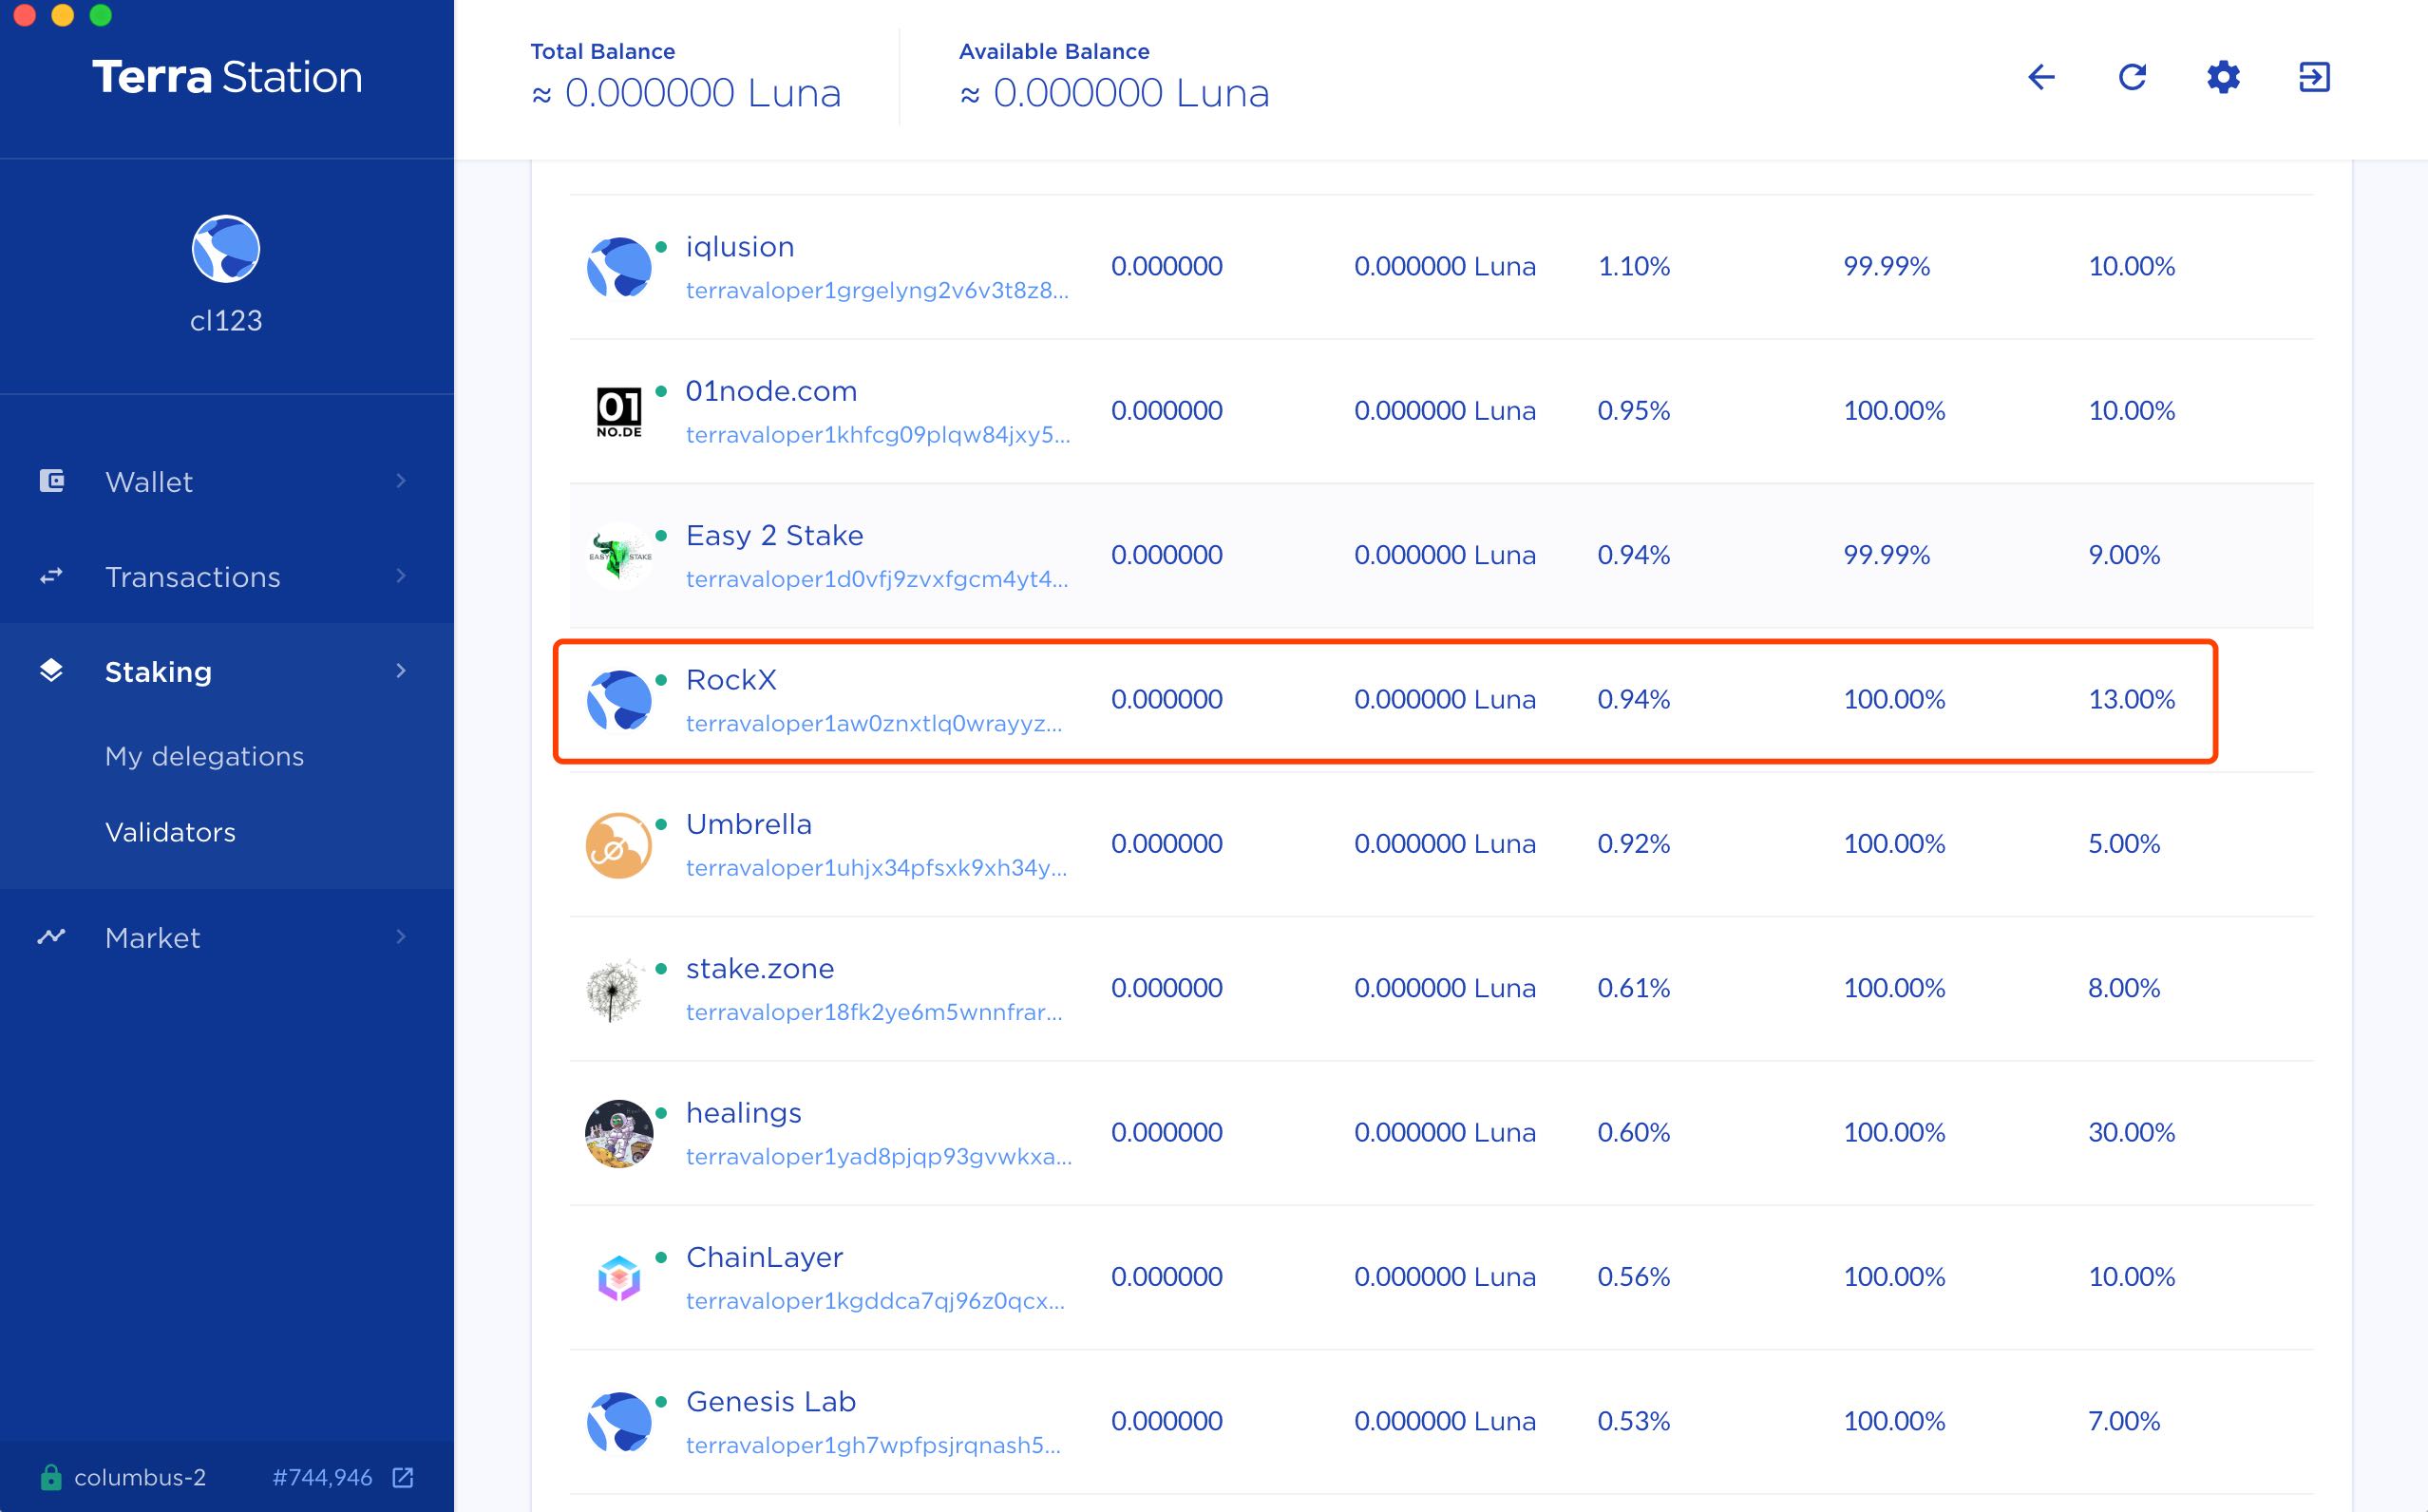 Terra Station
cl123
Wallet
Transactions
Staking
My delegations
Validators
Market
columbus-2 #744,946
Total Balance
≈ 0.000000 Luna
Available Balance
≈ 0.000000 Luna
iqlusion
terravaloper1grgelyng2v6v3t8z8...
0.000000 0.000000 Luna 1.10% 99.99% 10.00%
01
NO.DE
01node.com
terravaloper1khfcg09plqw84jxy5...
0.000000 0.000000 Luna 0.95% 100.00% 10.00%
EASY STAKE
Easy 2 Stake
terravaloper1d0vfj9zvxfgcm4yt4...
0.000000 0.000000 Luna 0.94% 99.99% 9.00%
RockX
terravaloper1aw0znxtlq0wrayyz...
0.000000 0.000000 Luna 0.94% 100.00% 13.00%
Umbrella
terravaloper1uhjx34pfsxk9xh34y...
0.000000 0.000000 Luna 0.92% 100.00% 5.00%
stake.zone
terravaloper18fk2ye6m5wnnfrar...
0.000000 0.000000 Luna 0.61% 100.00% 8.00%
healings
terravaloper1yad8pjqp93gvwkxa...
0.000000 0.000000 Luna 0.60% 100.00% 30.00%
ChainLayer
terravaloper1kgddca7qj96z0qcx...
0.000000 0.000000 Luna 0.56% 100.00% 10.00%
Genesis Lab
terravaloper1gh7wpfpsjrqnash5...
0.000000 0.000000 Luna 0.53% 100.00% 7.00%